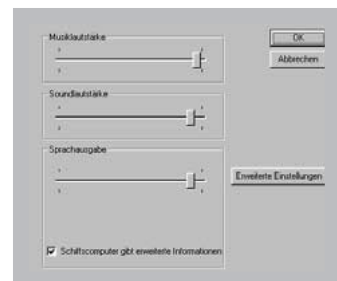 Musiklautstärke
OK
Abbrechen
Soundlautstärke
Sprachausgabe
Erweiterte Einstellungen
Schiffscomputer gibt erweiterte Informationen